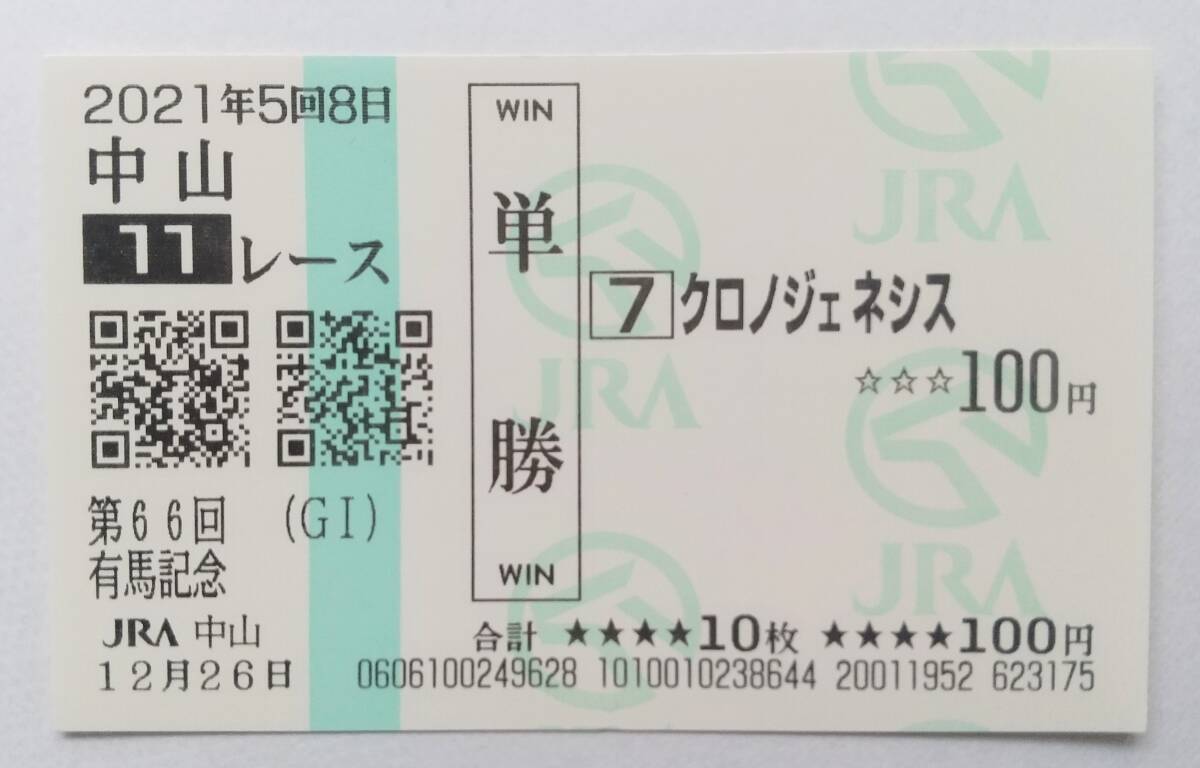 2021年5回8日
中山
11レース
第66回 (GI)
有馬記念
JRA 中山
12月26日
WIN
単勝
WIN
7 クロノジェネシス
☆☆☆100円
合計 ★★★★10枚 ★★★★100円
0606100249628 1010010238644 20011952 623175
JRA
JRA
JRA